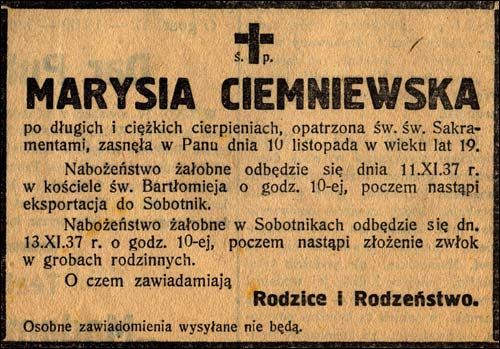 ś. p.
MARYSIA CIEMNIEWSKA
po długich i ciężkich cierpieniach, opatrzona św. św. Sakra-
mentami, zasnęła w Panu dnia 10 listopada w wieku lat 19.
Nabożeństwo żałobne odbędzie się dnia 11.XI.37 r.
w kościele św. Bartłomieja o godz. 10-ej, poczem nastąpi
eksportacja do Sobotnik.
Nabożeństwo żałobne w Sobotnikach odbędzie się dn.
13.XI.37 r. o godz. 10-ej, poczem nastąpi złożenie zwłok
w grobach rodzinnych.
O czem zawiadamiają
Rodzice i Rodzeństwo.
Osobne zawiadomienia wysyłane nie będą.